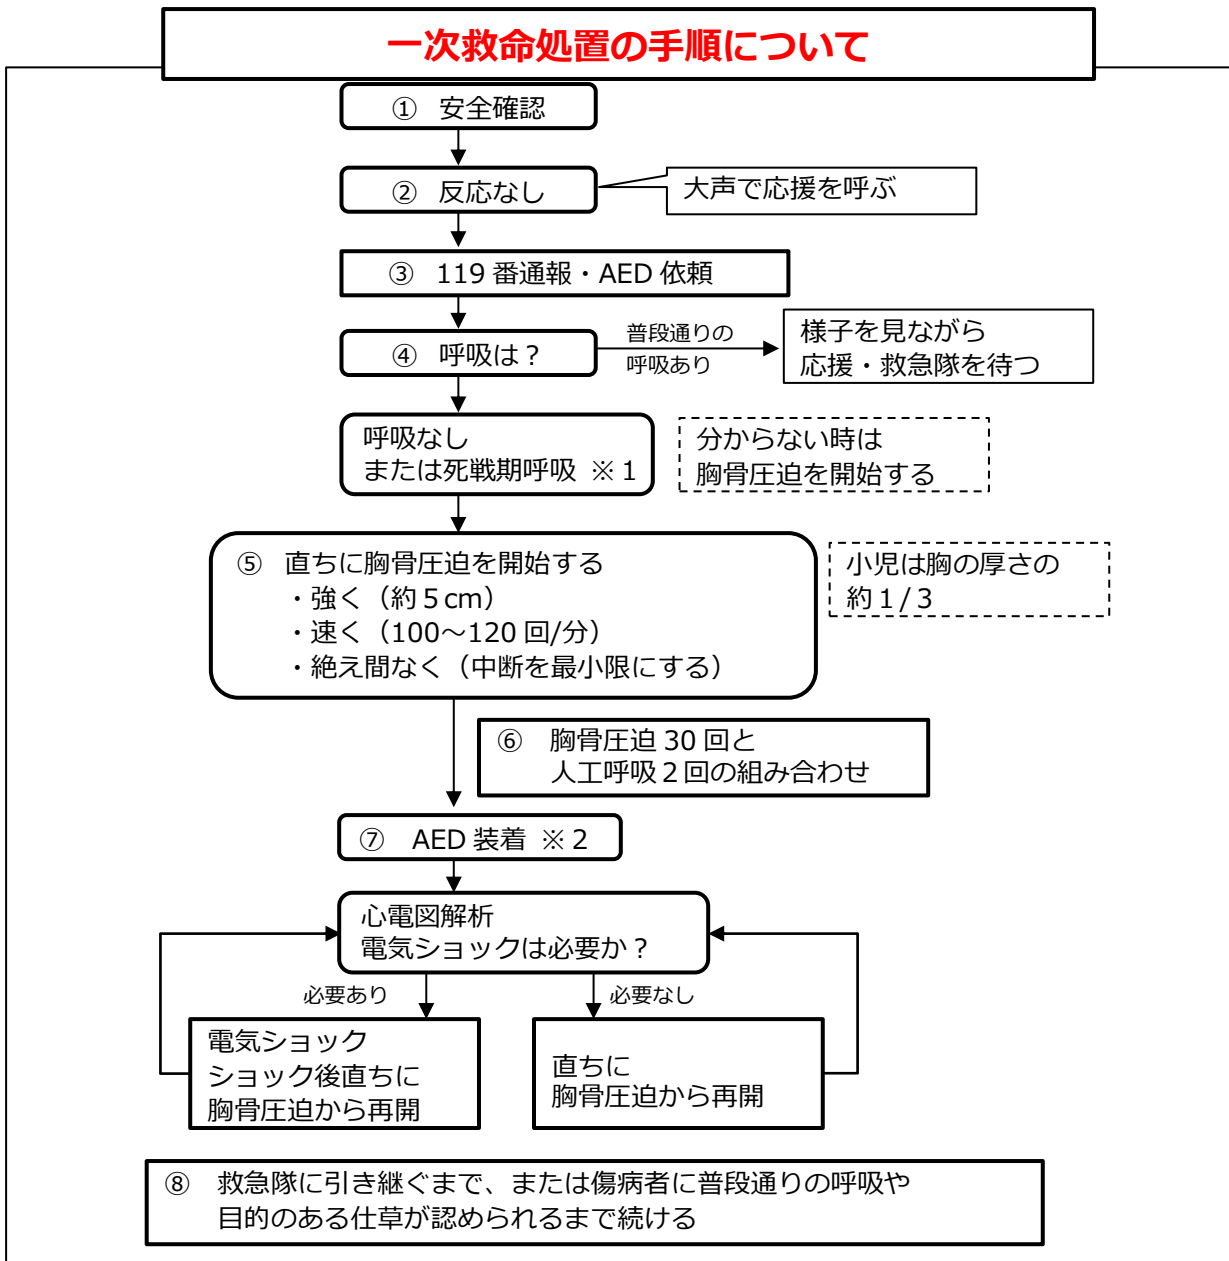 一次救命処置の手順について
① 安全確認
② 反応なし
大声で応援を呼ぶ
③ 119 番通報・AED 依頼
④ 呼吸は？
普段通りの
呼吸あり
様子を見ながら
応援・救急隊を待つ
呼吸なし
または死戦期呼吸 ※１
分からない時は
胸骨圧迫を開始する
⑤ 直ちに胸骨圧迫を開始する
・強く（約５cm）
・速く（100～120 回/分）
・絶え間なく（中断を最小限にする）
小児は胸の厚さの
約１/３
⑥ 胸骨圧迫 30 回と
人工呼吸２回の組み合わせ
⑦ AED 装着 ※２
心電図解析
電気ショックは必要か？
必要あり
必要なし
電気ショック
ショック後直ちに
胸骨圧迫から再開
直ちに
胸骨圧迫から再開
⑧ 救急隊に引き継ぐまで、または傷病者に普段通りの呼吸や
目的のある仕草が認められるまで続ける